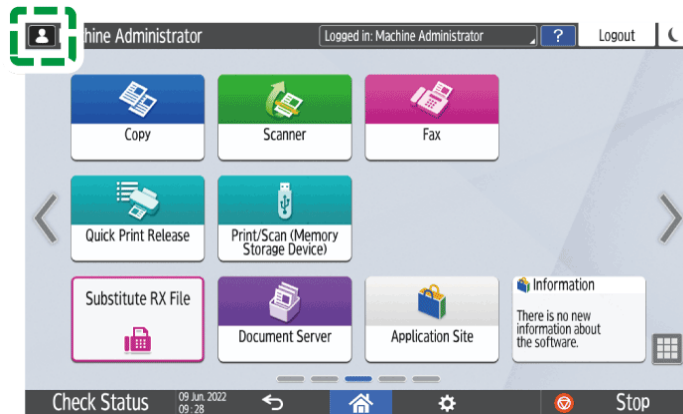 hine Administrator
Logged in: Machine Administrator
?
Logout
Copy
Scanner
Fax
Quick Print Release
Print/Scan (Memory
Storage Device)
Substitute RX File
Document Server
Application Site
Information
There is no new
information about
the software.
Check Status
09 Jun. 2022
09:28
Stop